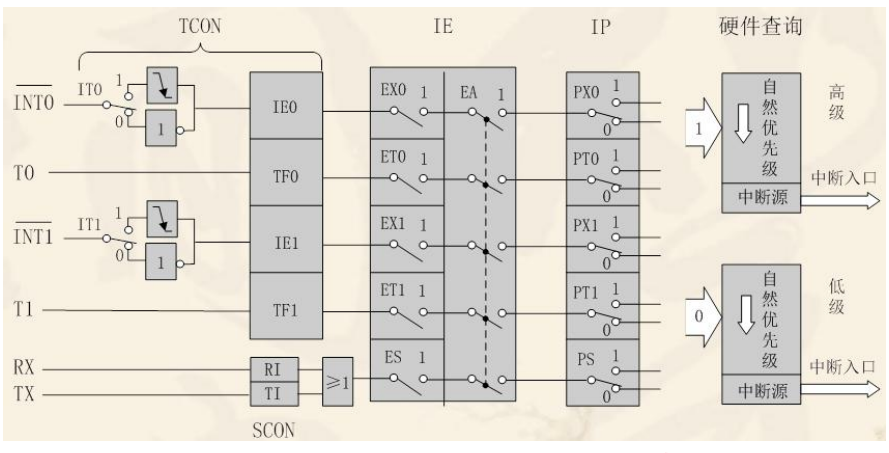 TCON IE IP 硬件查询
INT0 IT0 1 0 1 IE0 EX0 1 EA 1 PX0 1 0
T0 TF0 ET0 1 PT0 1 0
INT1 IT1 1 0 1 IE1 EX1 1 PX1 1 0
T1 TF1 ET1 1 PT1 1 0
RX RI ≥1 ES 1 PS 1 0
TX TI
SCON
1 自然优先级 高级
中断源 中断入口
0 自然优先级 低级
中断源 中断入口